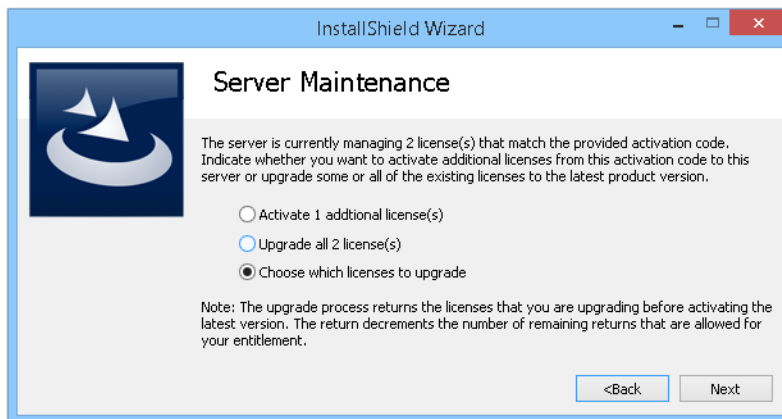 InstallShield Wizard
Server Maintenance
The server is currently managing 2 license(s) that match the provided activation code.
Indicate whether you want to activate additional licenses from this activation code to this
server or upgrade some or all of the existing licenses to the latest product version.
Activate 1 addtional license(s)
Upgrade all 2 license(s)
Choose which licenses to upgrade
Note: The upgrade process returns the licenses that you are upgrading before activating the
latest version. The return decrements the number of remaining returns that are allowed for
your entitlement.
<Back Next